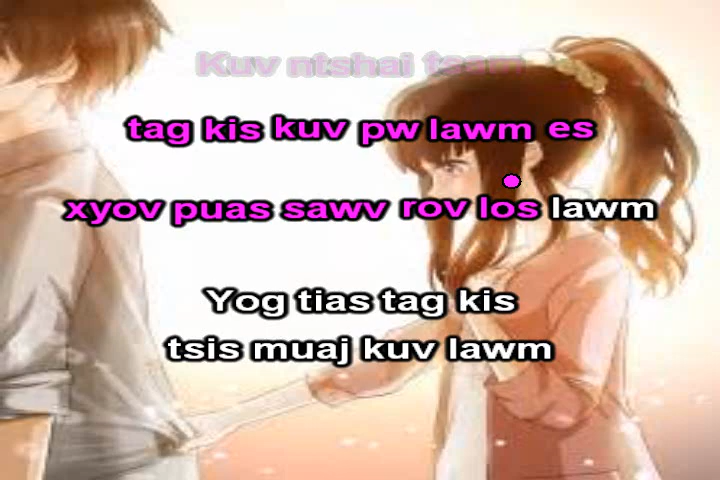 Kuv ntshai tsam
tag kis kuv pw lawm es
xyov puas sawv rov los lawm
Yog tias tag kis
tsis muaj kuv lawm